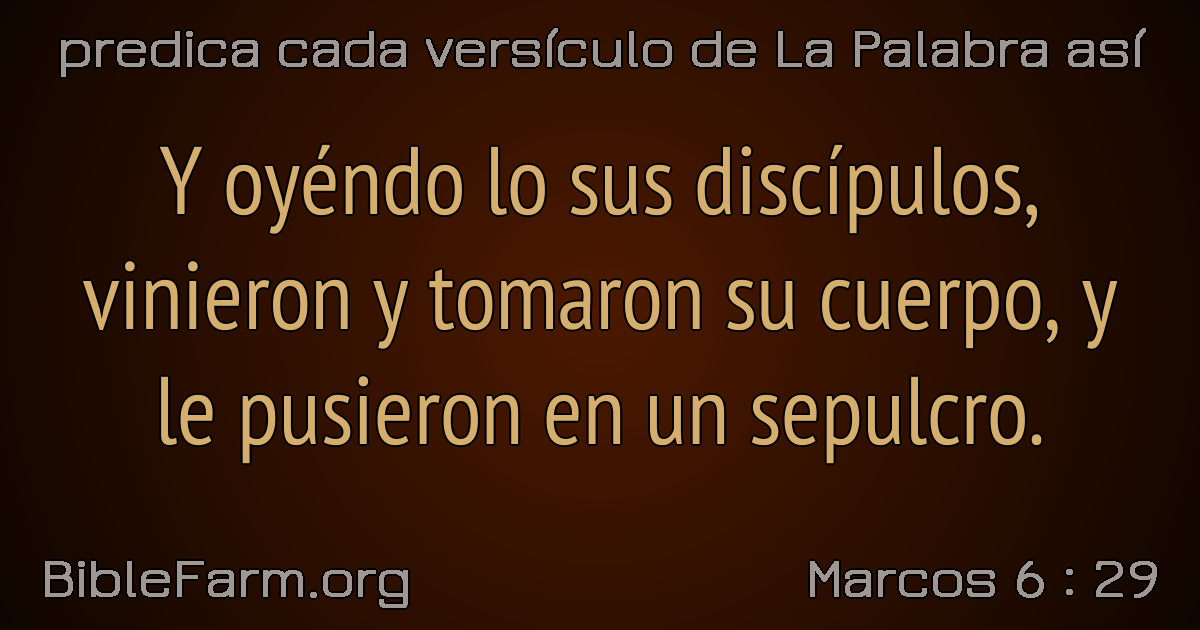 predica cada versículo de La Palabra así
Y oyéndo lo sus discípulos,
vinieron y tomaron su cuerpo, y
le pusieron en un sepulcro.
BibleFarm.org
Marcos 6 : 29